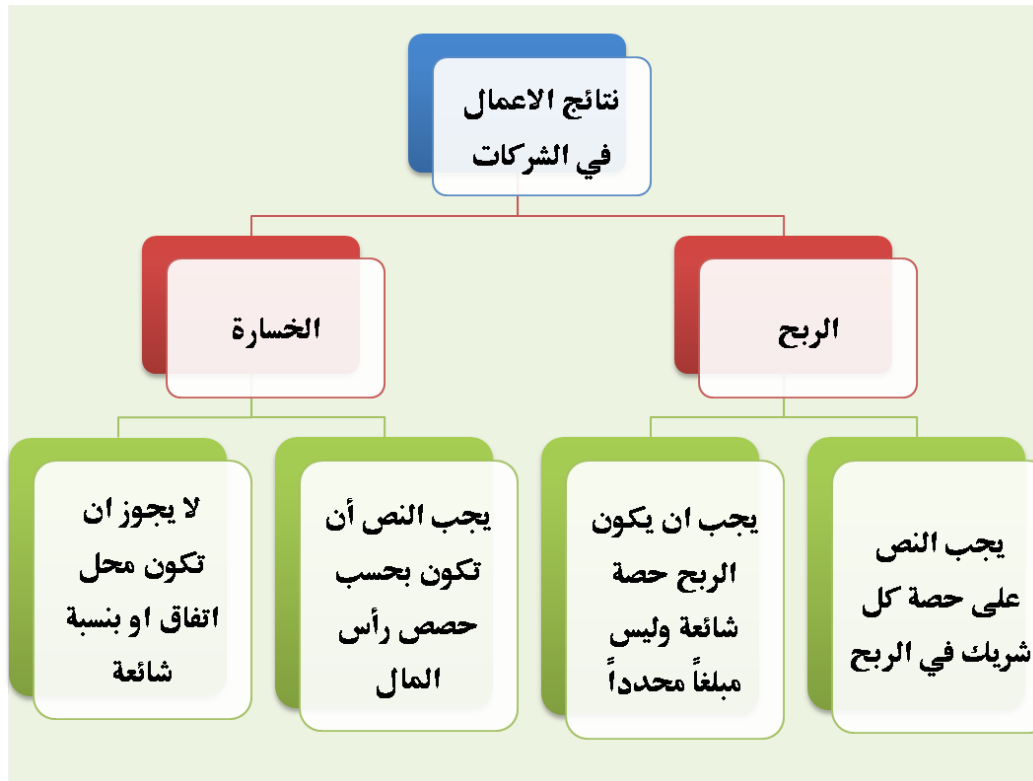 نتائج الاعمال
في الشركات
الربح
الخسارة
يجب النص
على حصة كل
شريك في الربح
يجب ان يكون
الربح حصة
شائعة وليس
مبلغاً محدداً
يجب النص أن
تكون بحسب
حصص رأس
المال
لا يجوز ان
تكون محل
اتفاق او بنسبة
شائعة